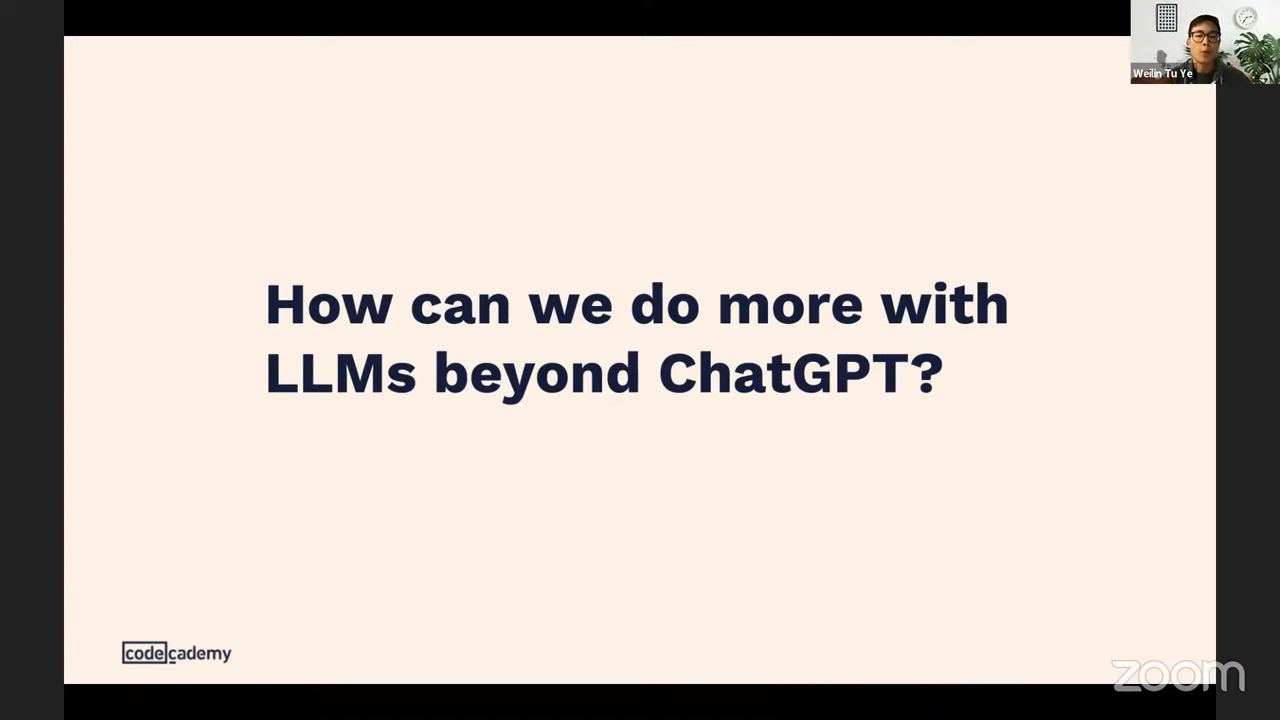 Weilin Tu Ye
How can we do more with
LLMs beyond ChatGPT?
codecademy
zoom